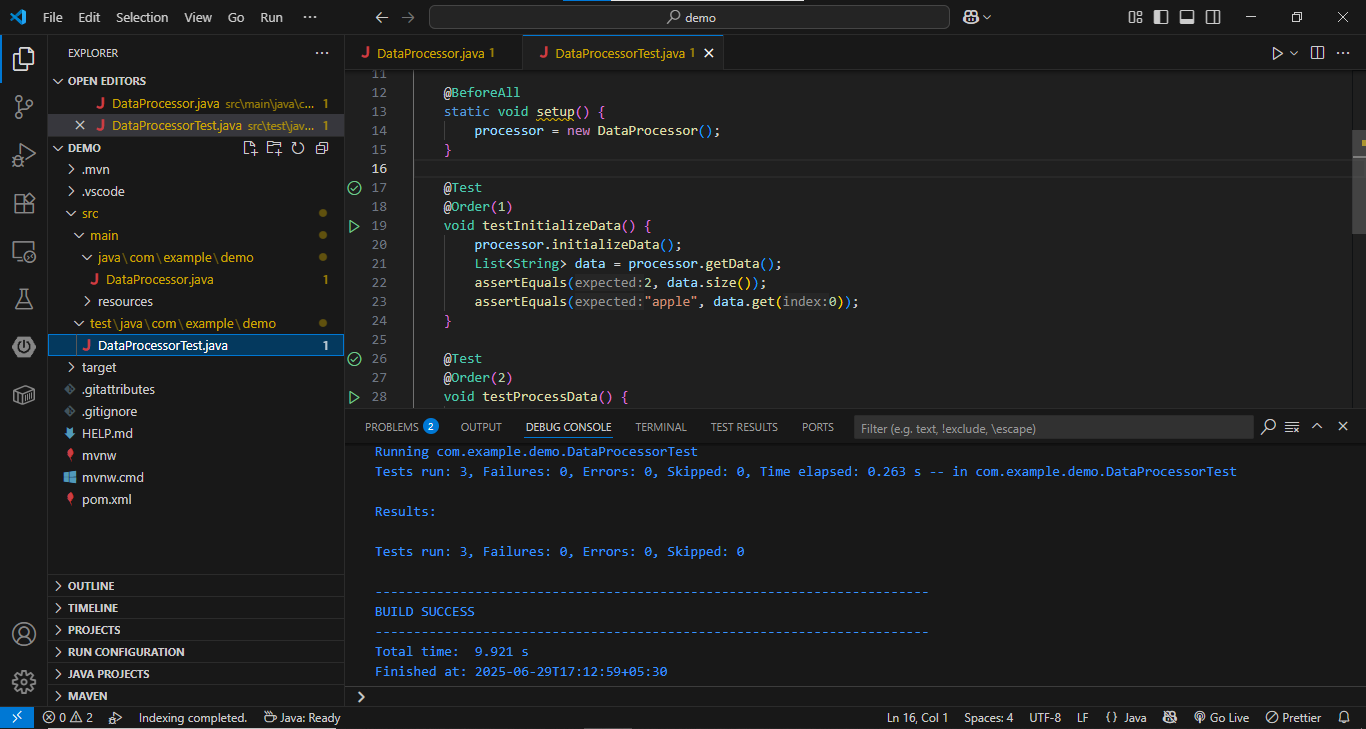 File Edit Selection View Go Run ··· demo
EXPLORER ···
OPEN EDITORS
DataProcessor.java src\main\java\c... 1
DataProcessorTest.java src\test\jav... 1
DEMO
.mvn
.vscode
src
main
java\com\example\demo
DataProcessor.java 1
resources
test\java\com\example\demo
DataProcessorTest.java 1
target
.gitattributes
.gitignore
HELP.md
mvnw
mvnw.cmd
pom.xml
OUTLINE
TIMELINE
PROJECTS
RUN CONFIGURATION
JAVA PROJECTS
MAVEN
DataProcessor.java 1 DataProcessorTest.java 1
11
12 @BeforeAll
13 static void setup() {
14 processor = new DataProcessor();
15 }
16
17 @Test
18 @Order(1)
19 void testInitializeData() {
20 processor.initializeData();
21 List<String> data = processor.getData();
22 assertEquals(expected:2, data.size());
23 assertEquals(expected:"apple", data.get(index:0));
24 }
25
26 @Test
27 @Order(2)
28 void testProcessData() {
PROBLEMS 2 OUTPUT DEBUG CONSOLE TERMINAL TEST RESULTS PORTS Filter (e.g. text, !exclude, \escape)
Running com.example.demo.DataProcessorTest
Tests run: 3, Failures: 0, Errors: 0, Skipped: 0, Time elapsed: 0.263 s -- in com.example.demo.DataProcessorTest
Results:
Tests run: 3, Failures: 0, Errors: 0, Skipped: 0
------------------------------------------------------------------------
BUILD SUCCESS
------------------------------------------------------------------------
Total time:  9.921 s
Finished at: 2025-06-29T17:12:59+05:30
0 2 Indexing completed. Java: Ready Ln 16, Col 1 Spaces: 4 UTF-8 LF {} Java Go Live Prettier